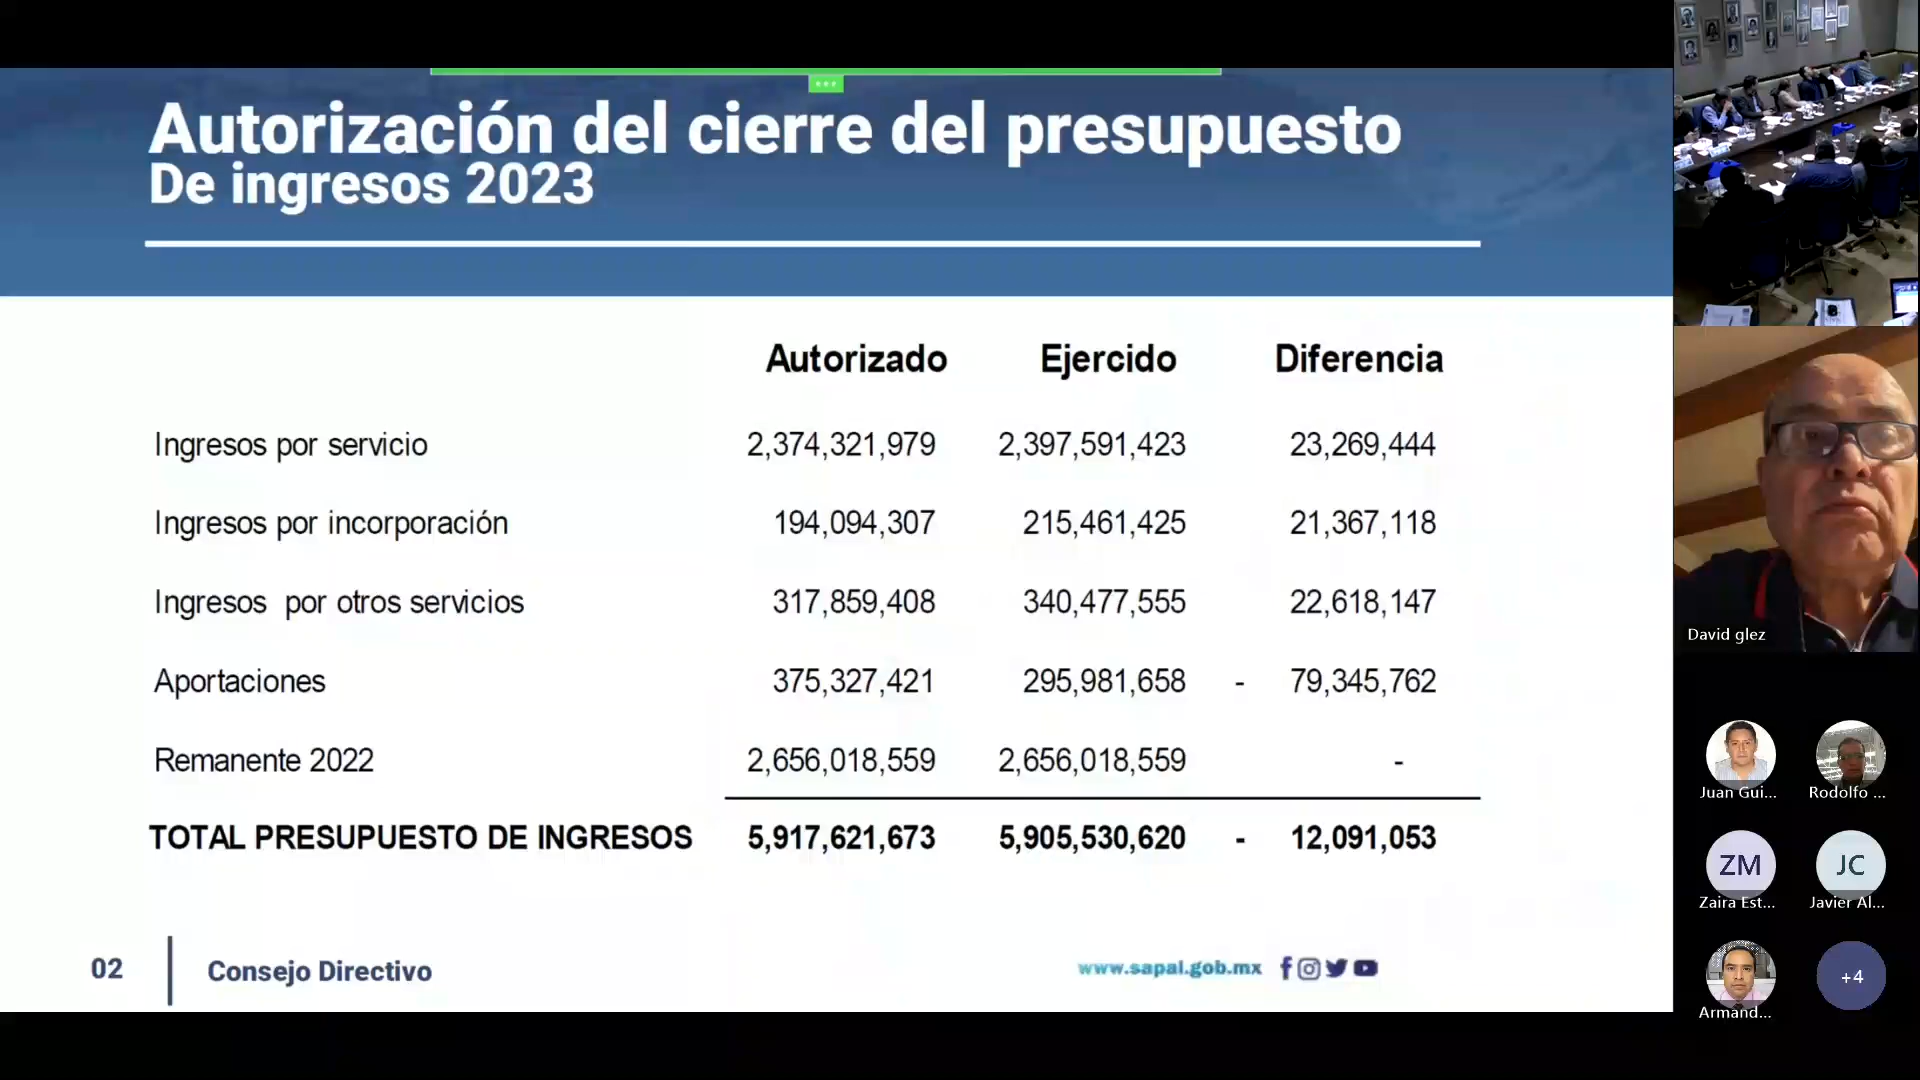 Autorización del cierre del presupuesto
De ingresos 2023
Autorizado Ejercido Diferencia
Ingresos por servicio 2,374,321,979 2,397,591,423 23,269,444
Ingresos por incorporación 194,094,307 215,461,425 21,367,118
Ingresos por otros servicios 317,859,408 340,477,555 22,618,147
Aportaciones 375,327,421 295,981,658 - 79,345,762
Remanente 2022 2,656,018,559 2,656,018,559 -
TOTAL PRESUPUESTO DE INGRESOS 5,917,621,673 5,905,530,620 - 12,091,053
02 Consejo Directivo www.sapal.gob.mx
David glez
Juan Gui... Rodolfo ...
ZM JC
Zaira Est... Javier Al...
Armand... +4